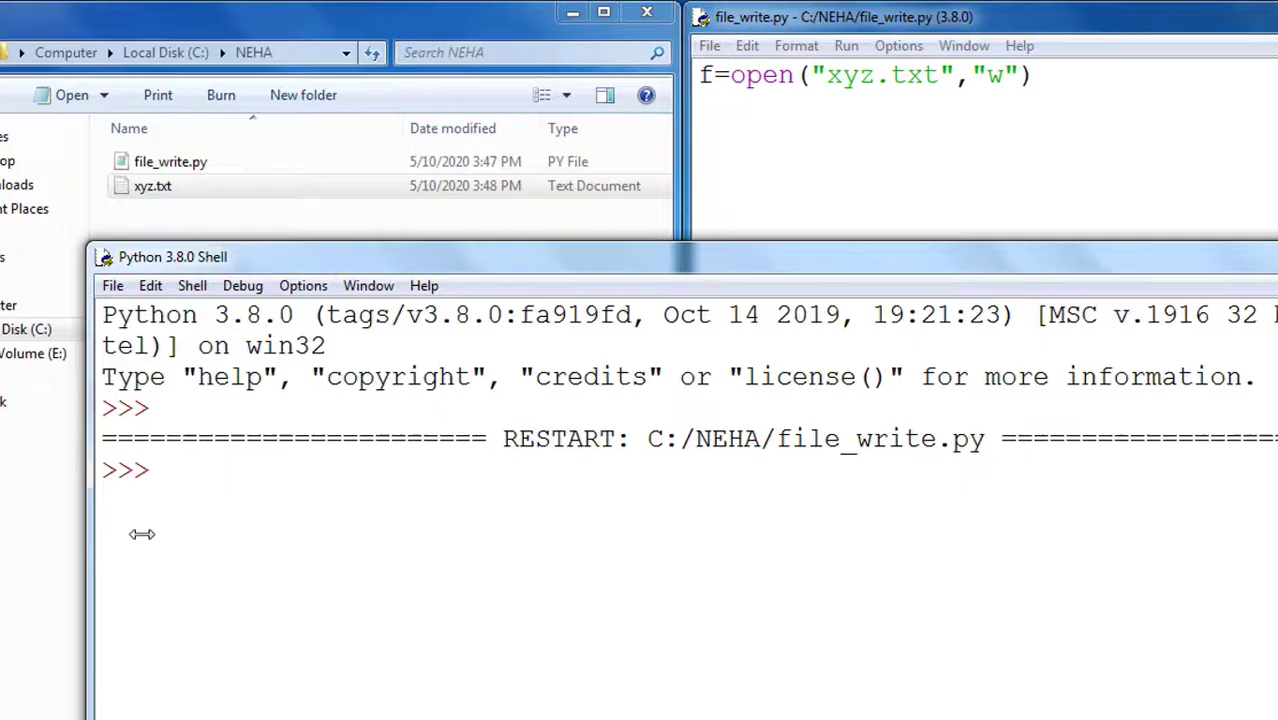 Computer Local Disk (C:) NEHA
Search NEHA
Open Print Burn New folder
Name Date modified Type
file_write.py 5/10/2020 3:47 PM PY File
xyz.txt 5/10/2020 3:48 PM Text Document
Disk (C:)
file_write.py - C:/NEHA/file_write.py (3.8.0)
File Edit Format Run Options Window Help
f=open("xyz.txt","w")
Python 3.8.0 Shell
File Edit Shell Debug Options Window Help
Python 3.8.0 (tags/v3.8.0:fa919fd, Oct 14 2019, 19:21:23) [MSC v.1916 32
tel)] on win32
Type "help", "copyright", "credits" or "license()" for more information.
>>>
======================== RESTART: C:/NEHA/file_write.py =================
>>>